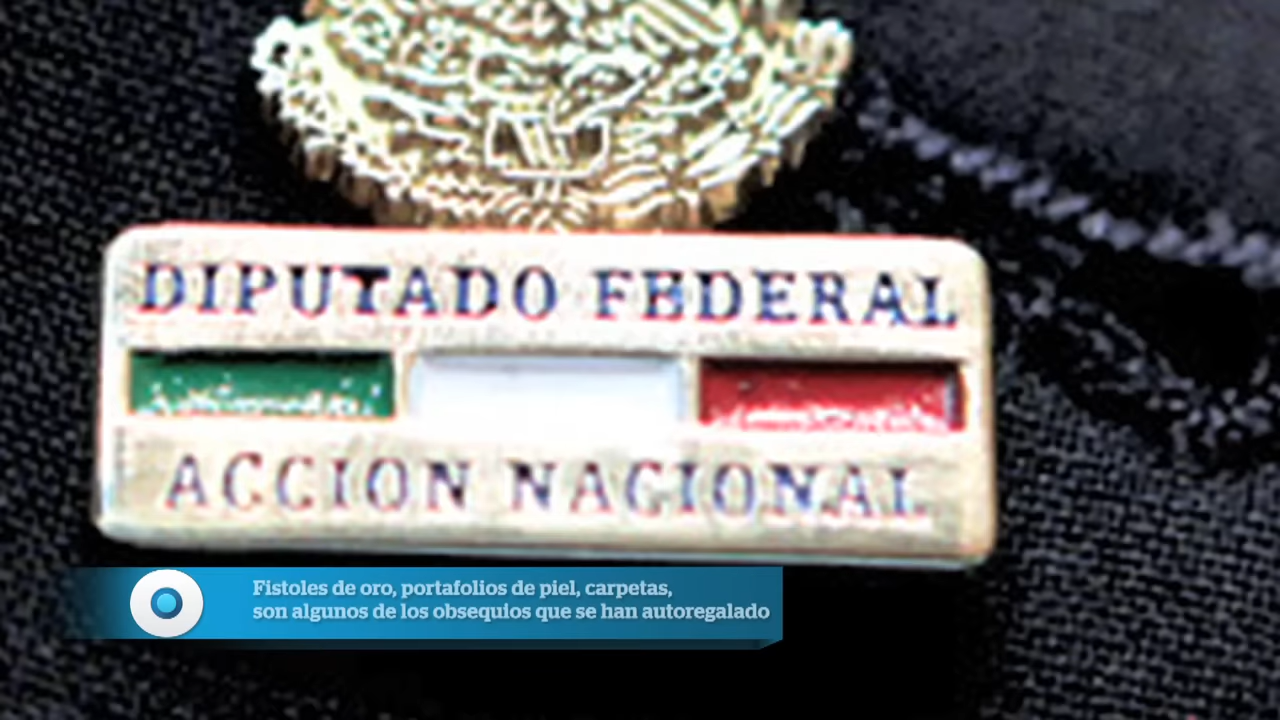 DIPUTADO FEDERAL
ACCION NACIONAL
Fistoles de oro, portafolios de piel, carpetas,
son algunos de los obsequios que se han autoregalado